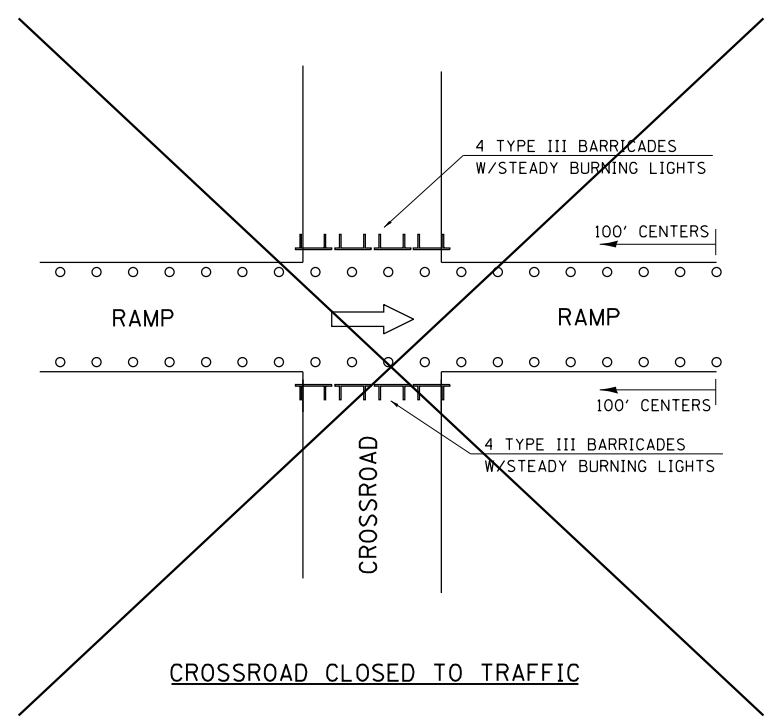 4 TYPE III BARRICADES
W/STEADY BURNING LIGHTS
100' CENTERS
RAMP
RAMP
100' CENTERS
4 TYPE III BARRICADES
W/STEADY BURNING LIGHTS
CROSSROAD
CROSSROAD CLOSED TO TRAFFIC